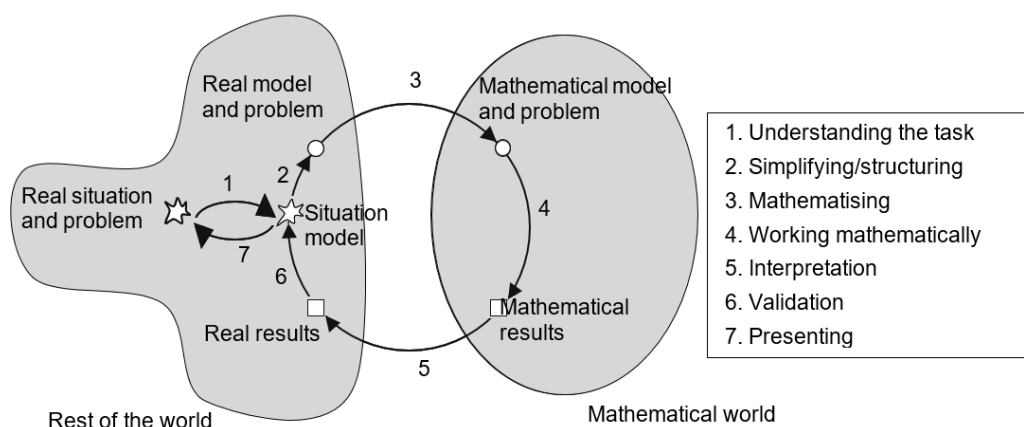 Real model
and problem
3
Mathematical model
and problem
1. Understanding the task
2. Simplifying/structuring
3. Mathematising
4. Working mathematically
5. Interpretation
6. Validation
7. Presenting
Real situation
and problem
1
2
Situation
model
7
4
6
Real results
Mathematical
results
5
Rest of the world
Mathematical world